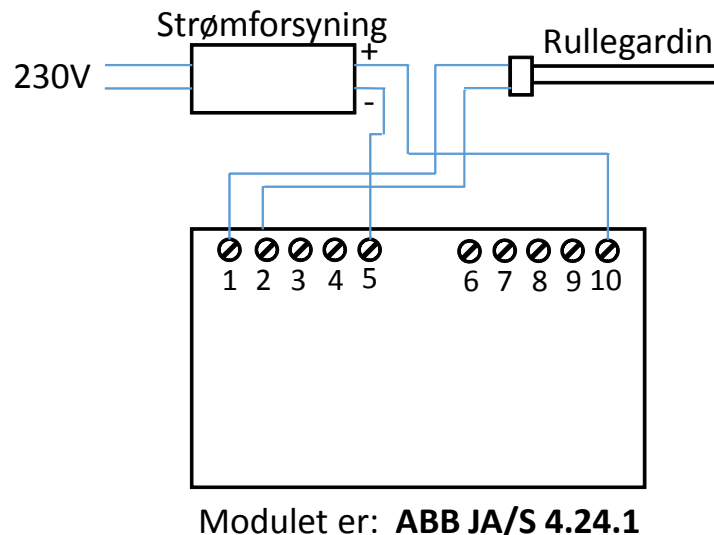 Strømforsyning
Rullegardin
230V
+
-
1 2 3 4 5 6 7 8 9 10
Modulet er: ABB JA/S 4.24.1